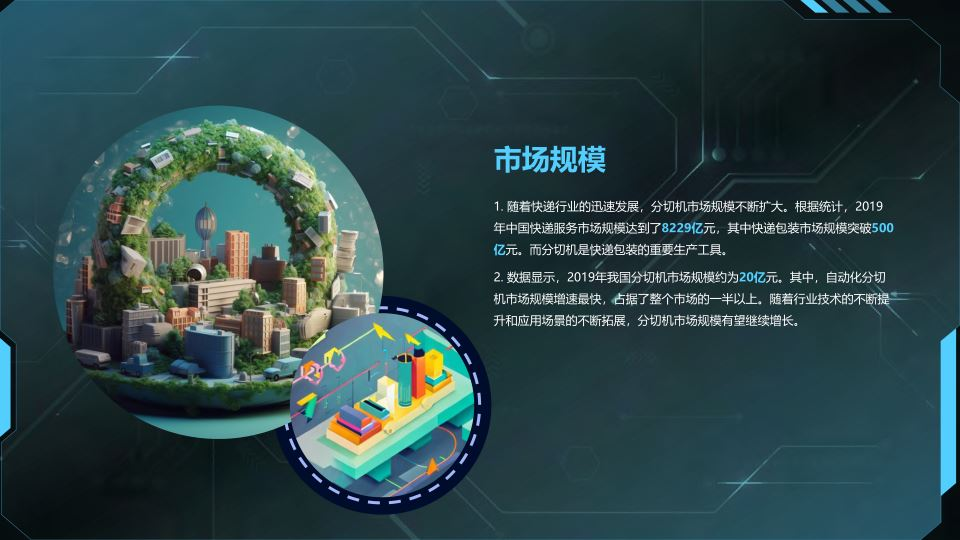 市场规模
1. 随着快递行业的迅速发展，分切机市场规模不断扩大。根据统计，2019
年中国快递服务市场规模达到了8229亿元，其中快递包装市场规模突破500
亿元。而分切机是快递包装的重要生产工具。
2. 数据显示，2019年我国分切机市场规模约为20亿元。其中，自动化分切
机市场规模增速最快，占据了整个市场的一半以上。随着行业技术的不断提
升和应用场景的不断拓展，分切机市场规模有望继续增长。